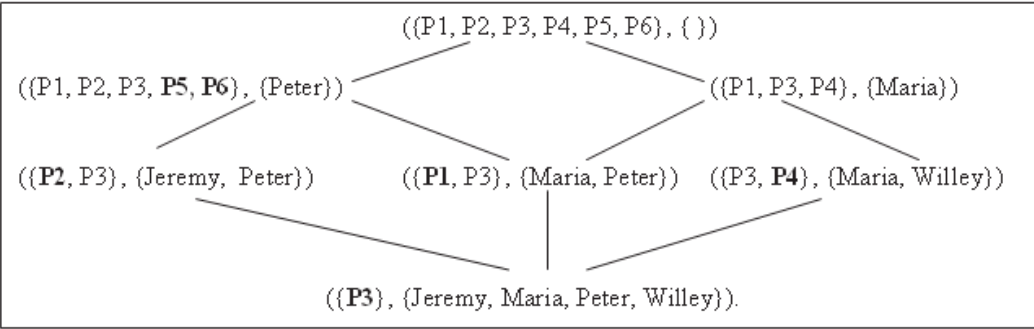 ({P1, P2, P3, P4, P5, P6}, { })
({P1, P2, P3, P5, P6}, {Peter}) ({P1, P3, P4}, {Maria})
({P2, P3}, {Jeremy, Peter}) ({P1, P3}, {Maria, Peter}) ({P3, P4}, {Maria, Willey})
({P3}, {Jeremy, Maria, Peter, Willey}).